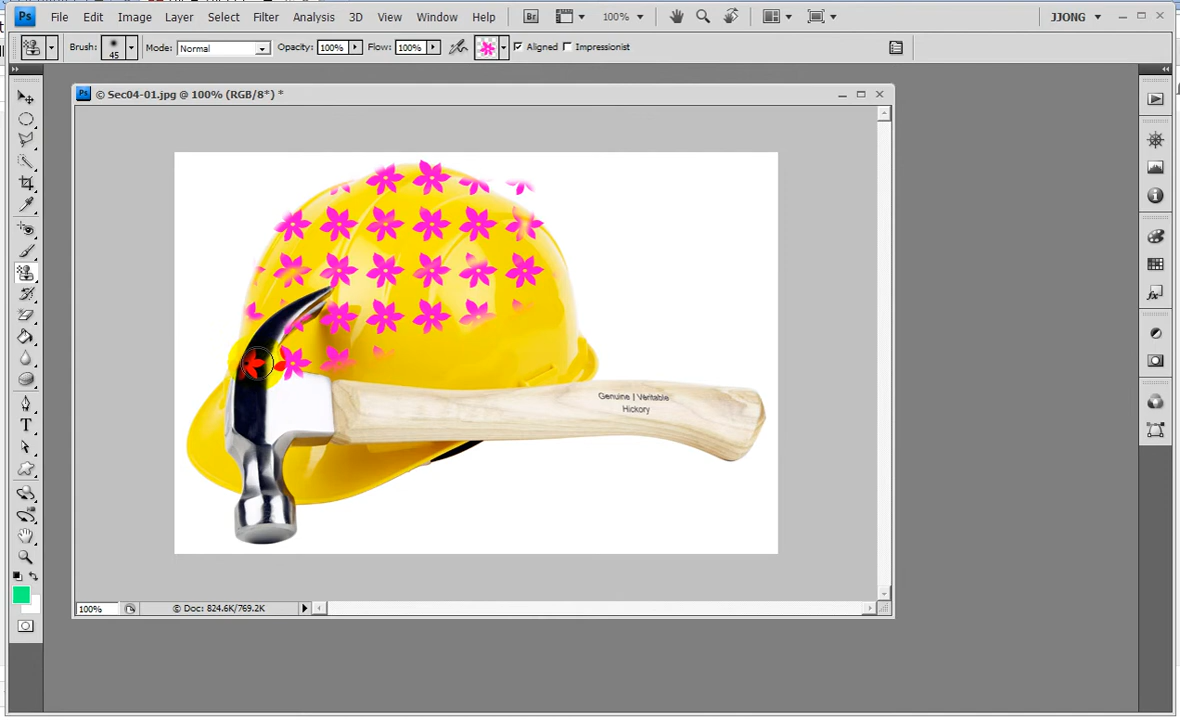 Ps File Edit Image Layer Select Filter Analysis 3D View Window Help Br 100% JJONG
Brush: 45 Mode: Normal Opacity: 100% Flow: 100% Aligned Impressionist
Ps © Sec04-01.jpg @ 100% (RGB/8*) *
Genuine | Veritable
Hickory
100% © Doc: 824.6K/769.2K